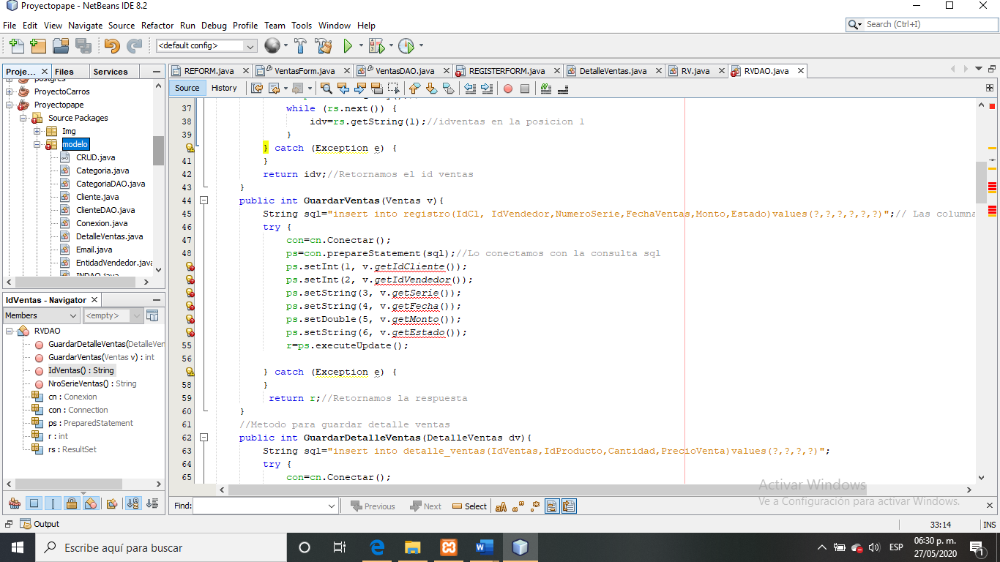 Proyectopape - NetBeans IDE 8.2
File Edit View Navigate Source Refactor Run Debug Profile Team Tools Window Help
Search (Ctrl+I)
<default config>
Proje... Files Services
REFORM.java VentasForm.java VentasDAO.java REGISTERFORM.java DetalleVentas.java RV.java RVDAO.java
Source History
postgres
ProyectoCarros
Proyectopape
Source Packages
Img
modelo
CRUD.java
Categoria.java
CategoriaDAO.java
Cliente.java
ClienteDAO.java
Conexion.java
DetalleVentas.java
Email.java
EntidadVendedor.java
INDAO.java
IdVentas - Navigator
Members <empty>
RVDAO
GuardarDetalleVentas(DetalleVen
GuardarVentas(Ventas v) : int
IdVentas() : String
NroSerieVentas() : String
cn : Conexion
con : Connection
ps : PreparedStatement
r : int
rs : ResultSet
37 while (rs.next()) {
38 idv=rs.getString(1);//idventas en la posicion 1
39 }
} catch (Exception e) {
41 }
42 return idv;//Retornamos el id ventas
43 }
44 public int GuardarVentas(Ventas v){
45 String sql="insert into registro(IdCl, IdVendedor,NumeroSerie,FechaVentas,Monto,Estado)values(?,?,?,?,?,?)";// Las columna
46 try {
47 con=cn.Conectar();
48 ps=con.prepareStatement(sql);//Lo conectamos con la consulta sql
ps.setInt(1, v.getIdCliente());
ps.setInt(2, v.getIdVendedor());
ps.setString(3, v.getSerie());
ps.setString(4, v.getFecha());
ps.setDouble(5, v.getMonto());
ps.setString(6, v.getEstado());
55 r=ps.executeUpdate();
56
} catch (Exception e) {
58 }
59 return r;//Retornamos la respuesta
60 }
61 //Metodo para guardar detalle ventas
62 public int GuardarDetalleVentas(DetalleVentas dv){
63 String sql="insert into detalle_ventas(IdVentas,IdProducto,Cantidad,PrecioVenta)values(?,?,?,?)";
64 try {
65 con=cn.Conectar();
Activar Windows
Ve a Configuración para activar Windows.
Find: Previous Next Select
Output
33:14 INS
Escribe aquí para buscar
ESP
06:30 p. m.
27/05/2020
1